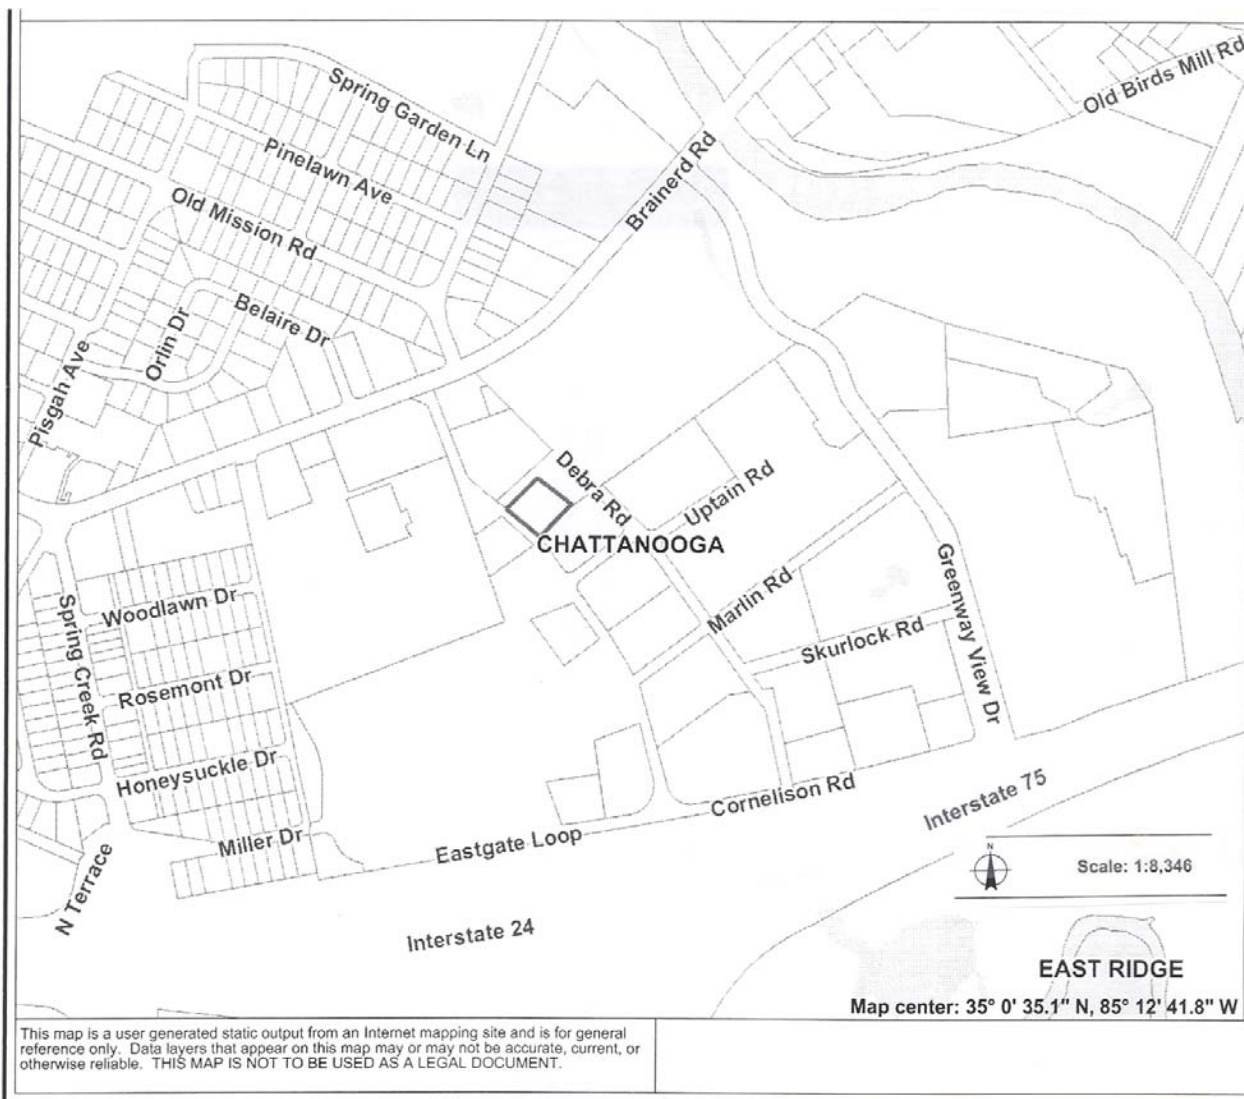 Old Birds Mill Rd
Spring Garden Ln
Brainerd Rd
Pinelawn Ave
Old Mission Rd
Belaire Dr
Orlin Dr
Pisgah Ave
Debra Rd
Uptain Rd
CHATTANOOGA
Greenway View Dr
Marlin Rd
Woodlawn Dr
Skurlock Rd
Spring Creek Rd
Rosemont Dr
Honeysuckle Dr
Cornelison Rd
Interstate 75
Miller Dr
Eastgate Loop
N
Scale: 1:8,346
N Terrace
Interstate 24
EAST RIDGE
Map center: 35° 0' 35.1" N, 85° 12' 41.8" W
This map is a user generated static output from an Internet mapping site and is for general
reference only. Data layers that appear on this map may or may not be accurate, current, or
otherwise reliable. THIS MAP IS NOT TO BE USED AS A LEGAL DOCUMENT.